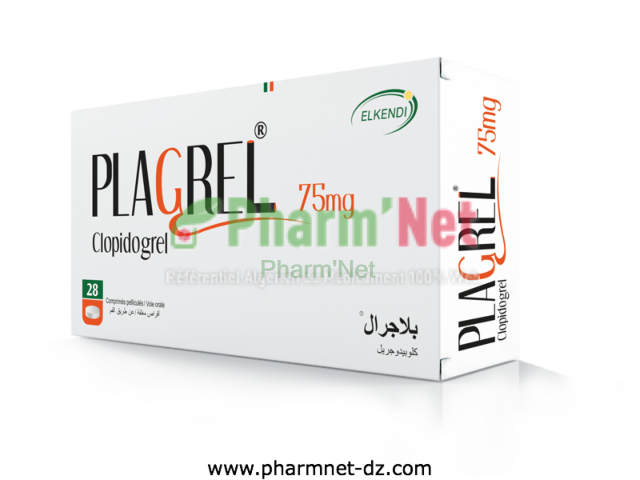 ELKENDI
PLAGREL®
75mg
Clopidogrel
Pharm'Net
Pharm'Net
28
Comprimés pelliculés / Voie orale
أقراص مغلفة / عن طريق الفم
بلاجرال®
كلوبيدوجريل
PLAGREL® 75mg
Clopidogrel
www.pharmnet-dz.com